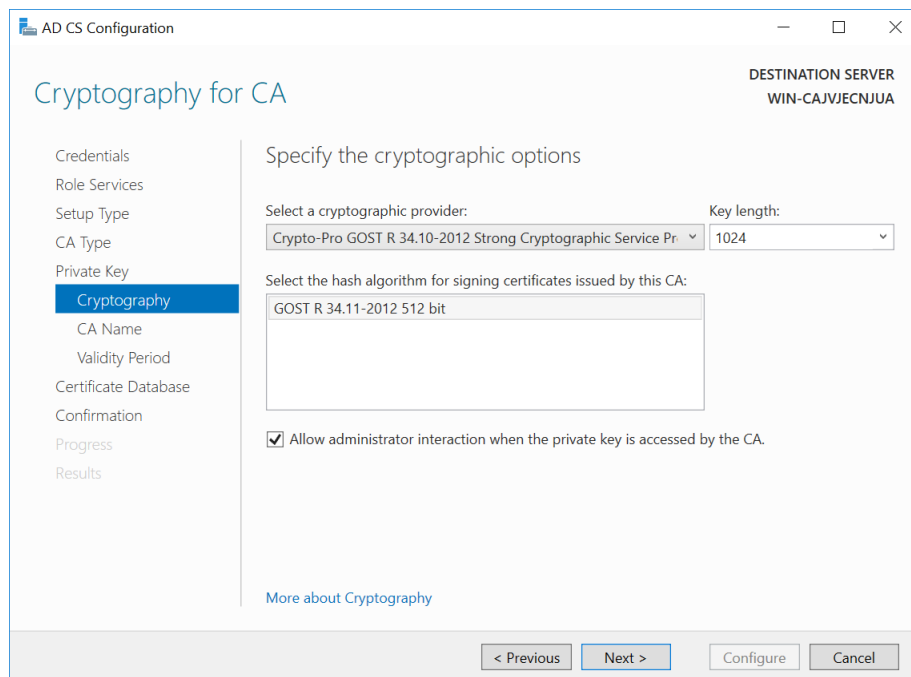 AD CS Configuration
Cryptography for CA
DESTINATION SERVER
WIN-CAJVJECNJUA
Credentials
Role Services
Setup Type
CA Type
Private Key
Cryptography
CA Name
Validity Period
Certificate Database
Confirmation
Progress
Results
Specify the cryptographic options
Select a cryptographic provider:
Key length:
Crypto-Pro GOST R 34.10-2012 Strong Cryptographic Service Pr
1024
Select the hash algorithm for signing certificates issued by this CA:
GOST R 34.11-2012 512 bit
Allow administrator interaction when the private key is accessed by the CA.
More about Cryptography
< Previous
Next >
Configure
Cancel